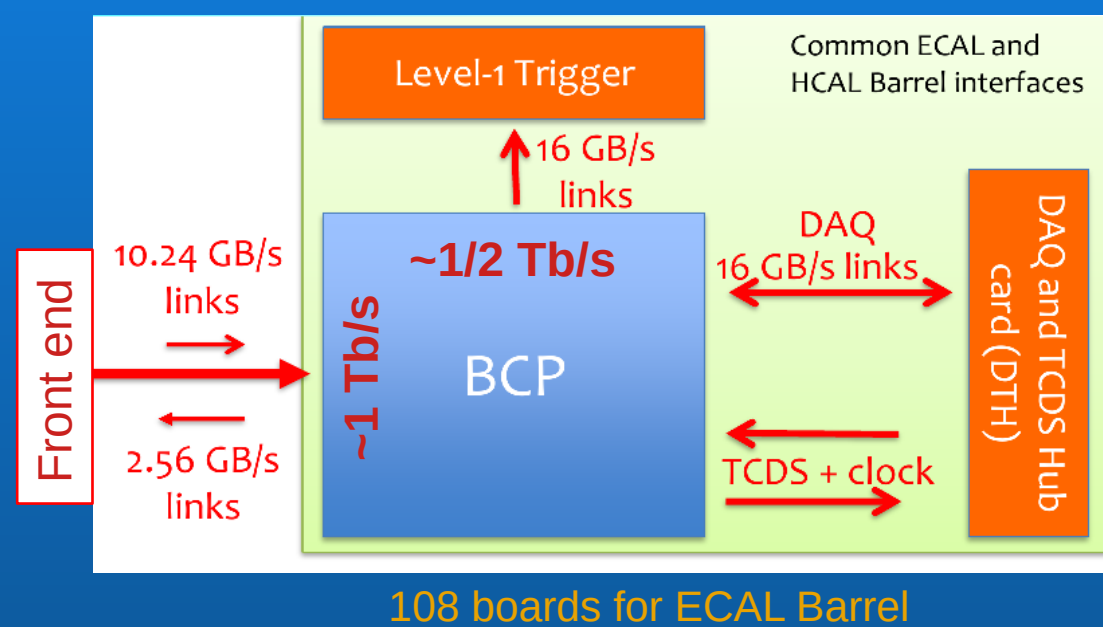 Common ECAL and
HCAL Barrel interfaces
Level-1 Trigger
16 GB/s
links
Front end
10.24 GB/s
links
2.56 GB/s
links
~1/2 Tb/s
~1 Tb/s
BCP
DAQ
16 GB/s links
TCDS + clock
DAQ and TCDS Hub
card (DTH)
108 boards for ECAL Barrel